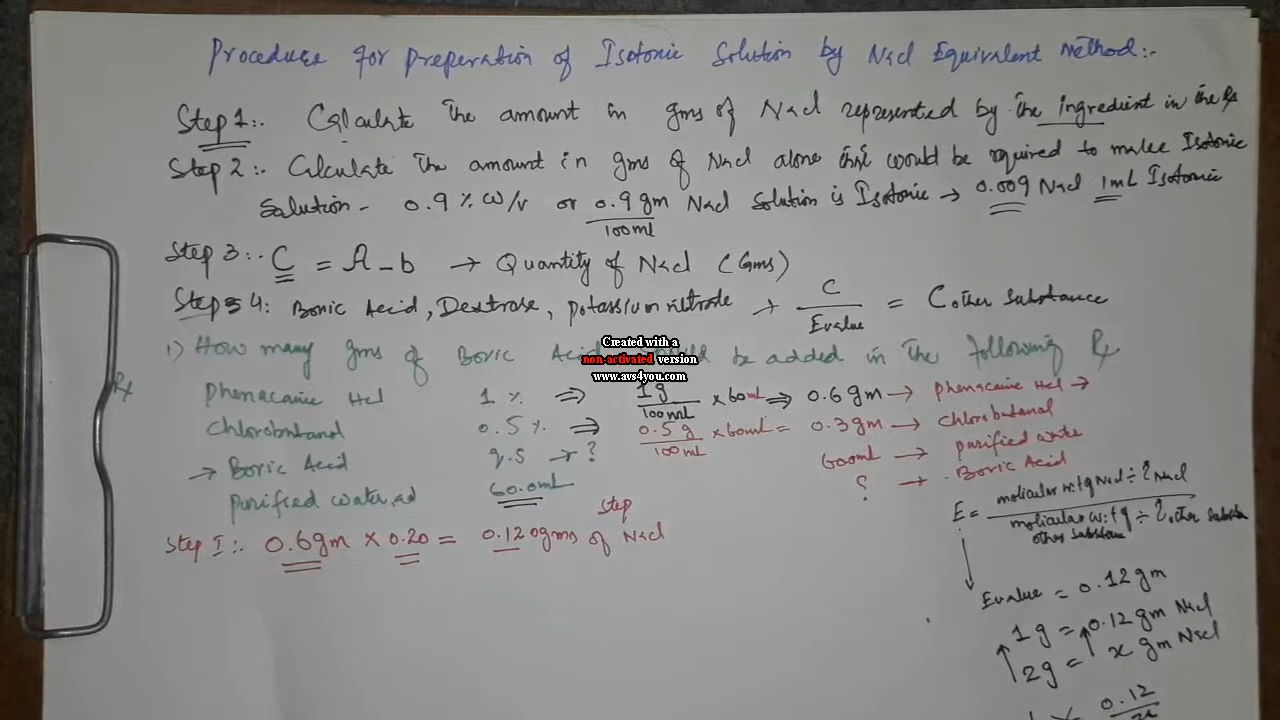 Procedure for preperation of Isotonic Solution by Nacl Equivalent Method:-
Step 1:- Calculate The amount in gms of Nacl represented by the ingredient in the Rx
Step 2:- Calculate The amount in gms of Nacl alone that would be required to make Isotonic
Solution - 0.9 % w/v or 0.9 gm / 100ml Nacl Solution is Isotonic → 0.009 Nacl 1mL Isotonic
Step 3:- C = A - b → Quantity of Nacl (Gms)
Step 4: Boric Acid, Dextrose, potassium nitrate → C / Evalue = C other Substance
1) How many gms of Boric Acid be added in The following Rx
Created with a
non-activated version
www.avs4you.com
Rx
Phenacaine Hcl 1 % ⇒ 1g / 100ml x 60ml ⇒ 0.6 gm → phenacaine Hcl →
Chlorobutanol 0.5 % ⇒ 0.5g / 100ml x 60ml = 0.3 gm → chlorobutanol
→ Boric Acid q.s → ? 60.0ml → purified water
purified water, ad 60.0mL ? → Boric Acid
E = molicular wt of Nacl ÷ i Nacl / molicular wt of other substance ÷ i other substance
step
Step I:- 0.6gm x 0.20 = 0.120gms of Nacl
Evalue = 0.12 gm
1g = 0.12 gm Nacl
2g = x gm Nacl
0.12